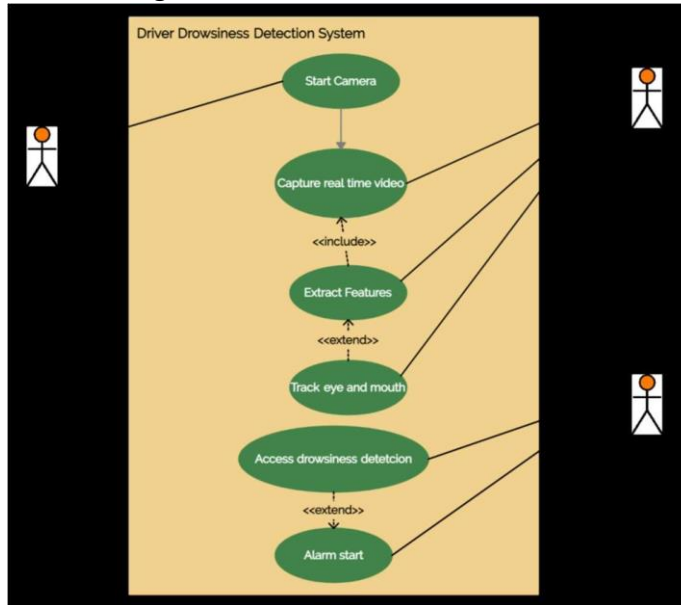 Driver Drowsiness Detection System
Start Camera
Capture real time video
<<include>>
Extract Features
<<extend>>
Track eye and mouth
Access drowsiness detetcion
<<extend>>
Alarm start